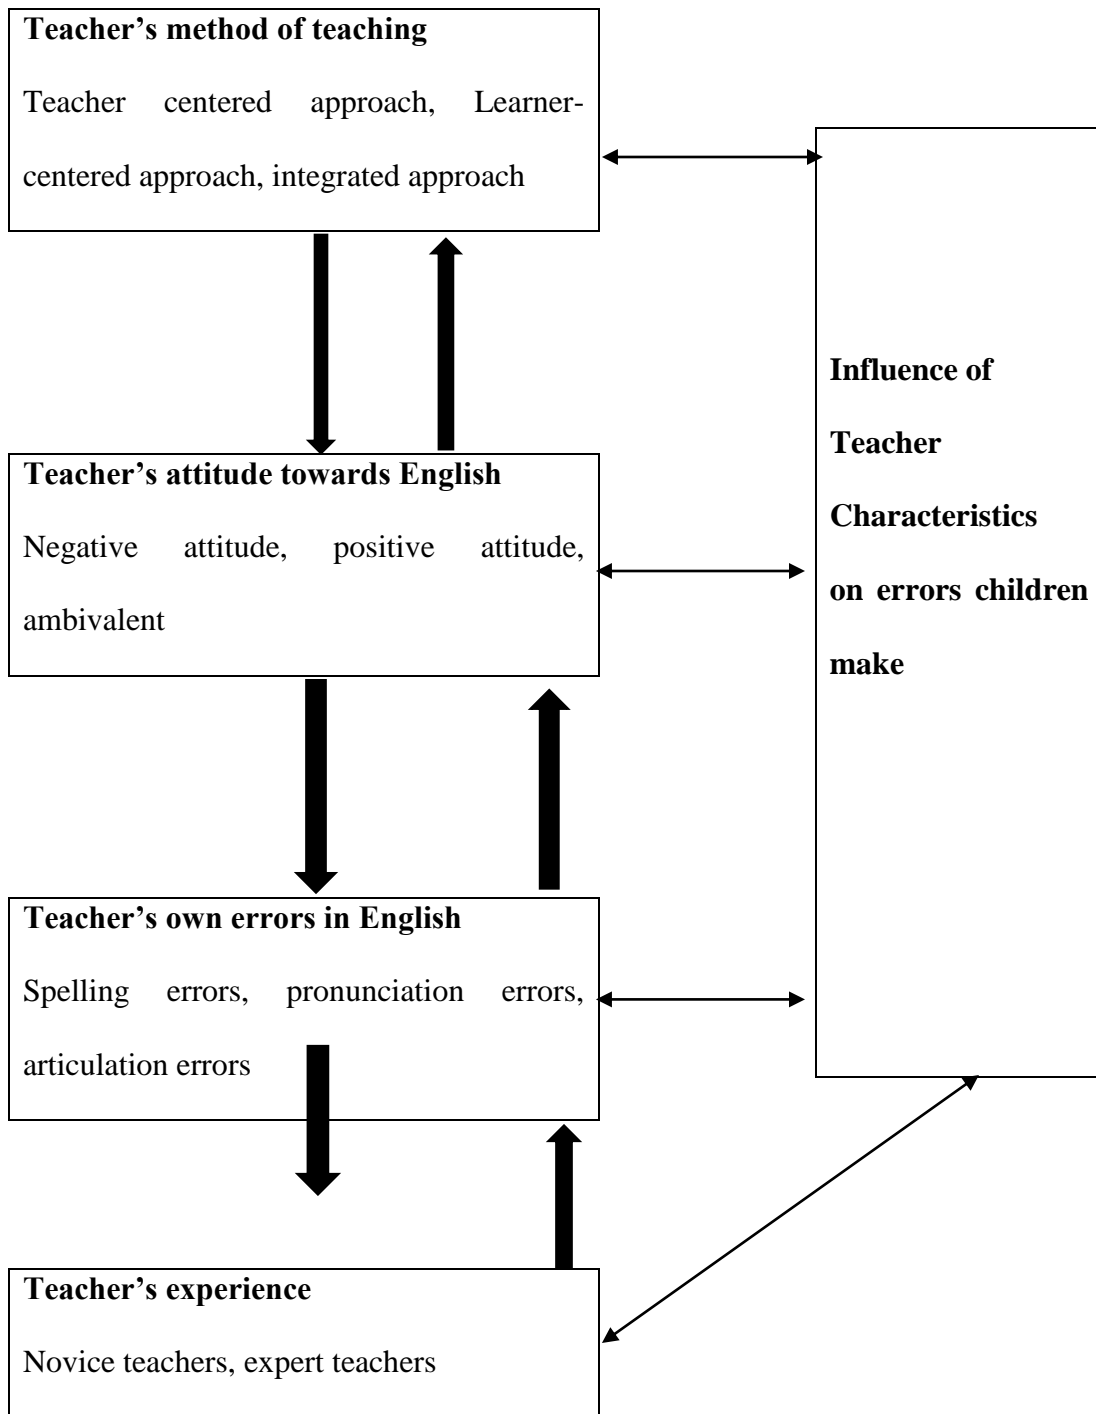 Teacher’s method of teaching
Teacher centered approach, Learner-
centered approach, integrated approach
Teacher’s attitude towards English
Negative attitude, positive attitude,
ambivalent
Teacher’s own errors in English
Spelling errors, pronunciation errors,
articulation errors
Teacher’s experience
Novice teachers, expert teachers
Influence of
Teacher
Characteristics
on errors children
make